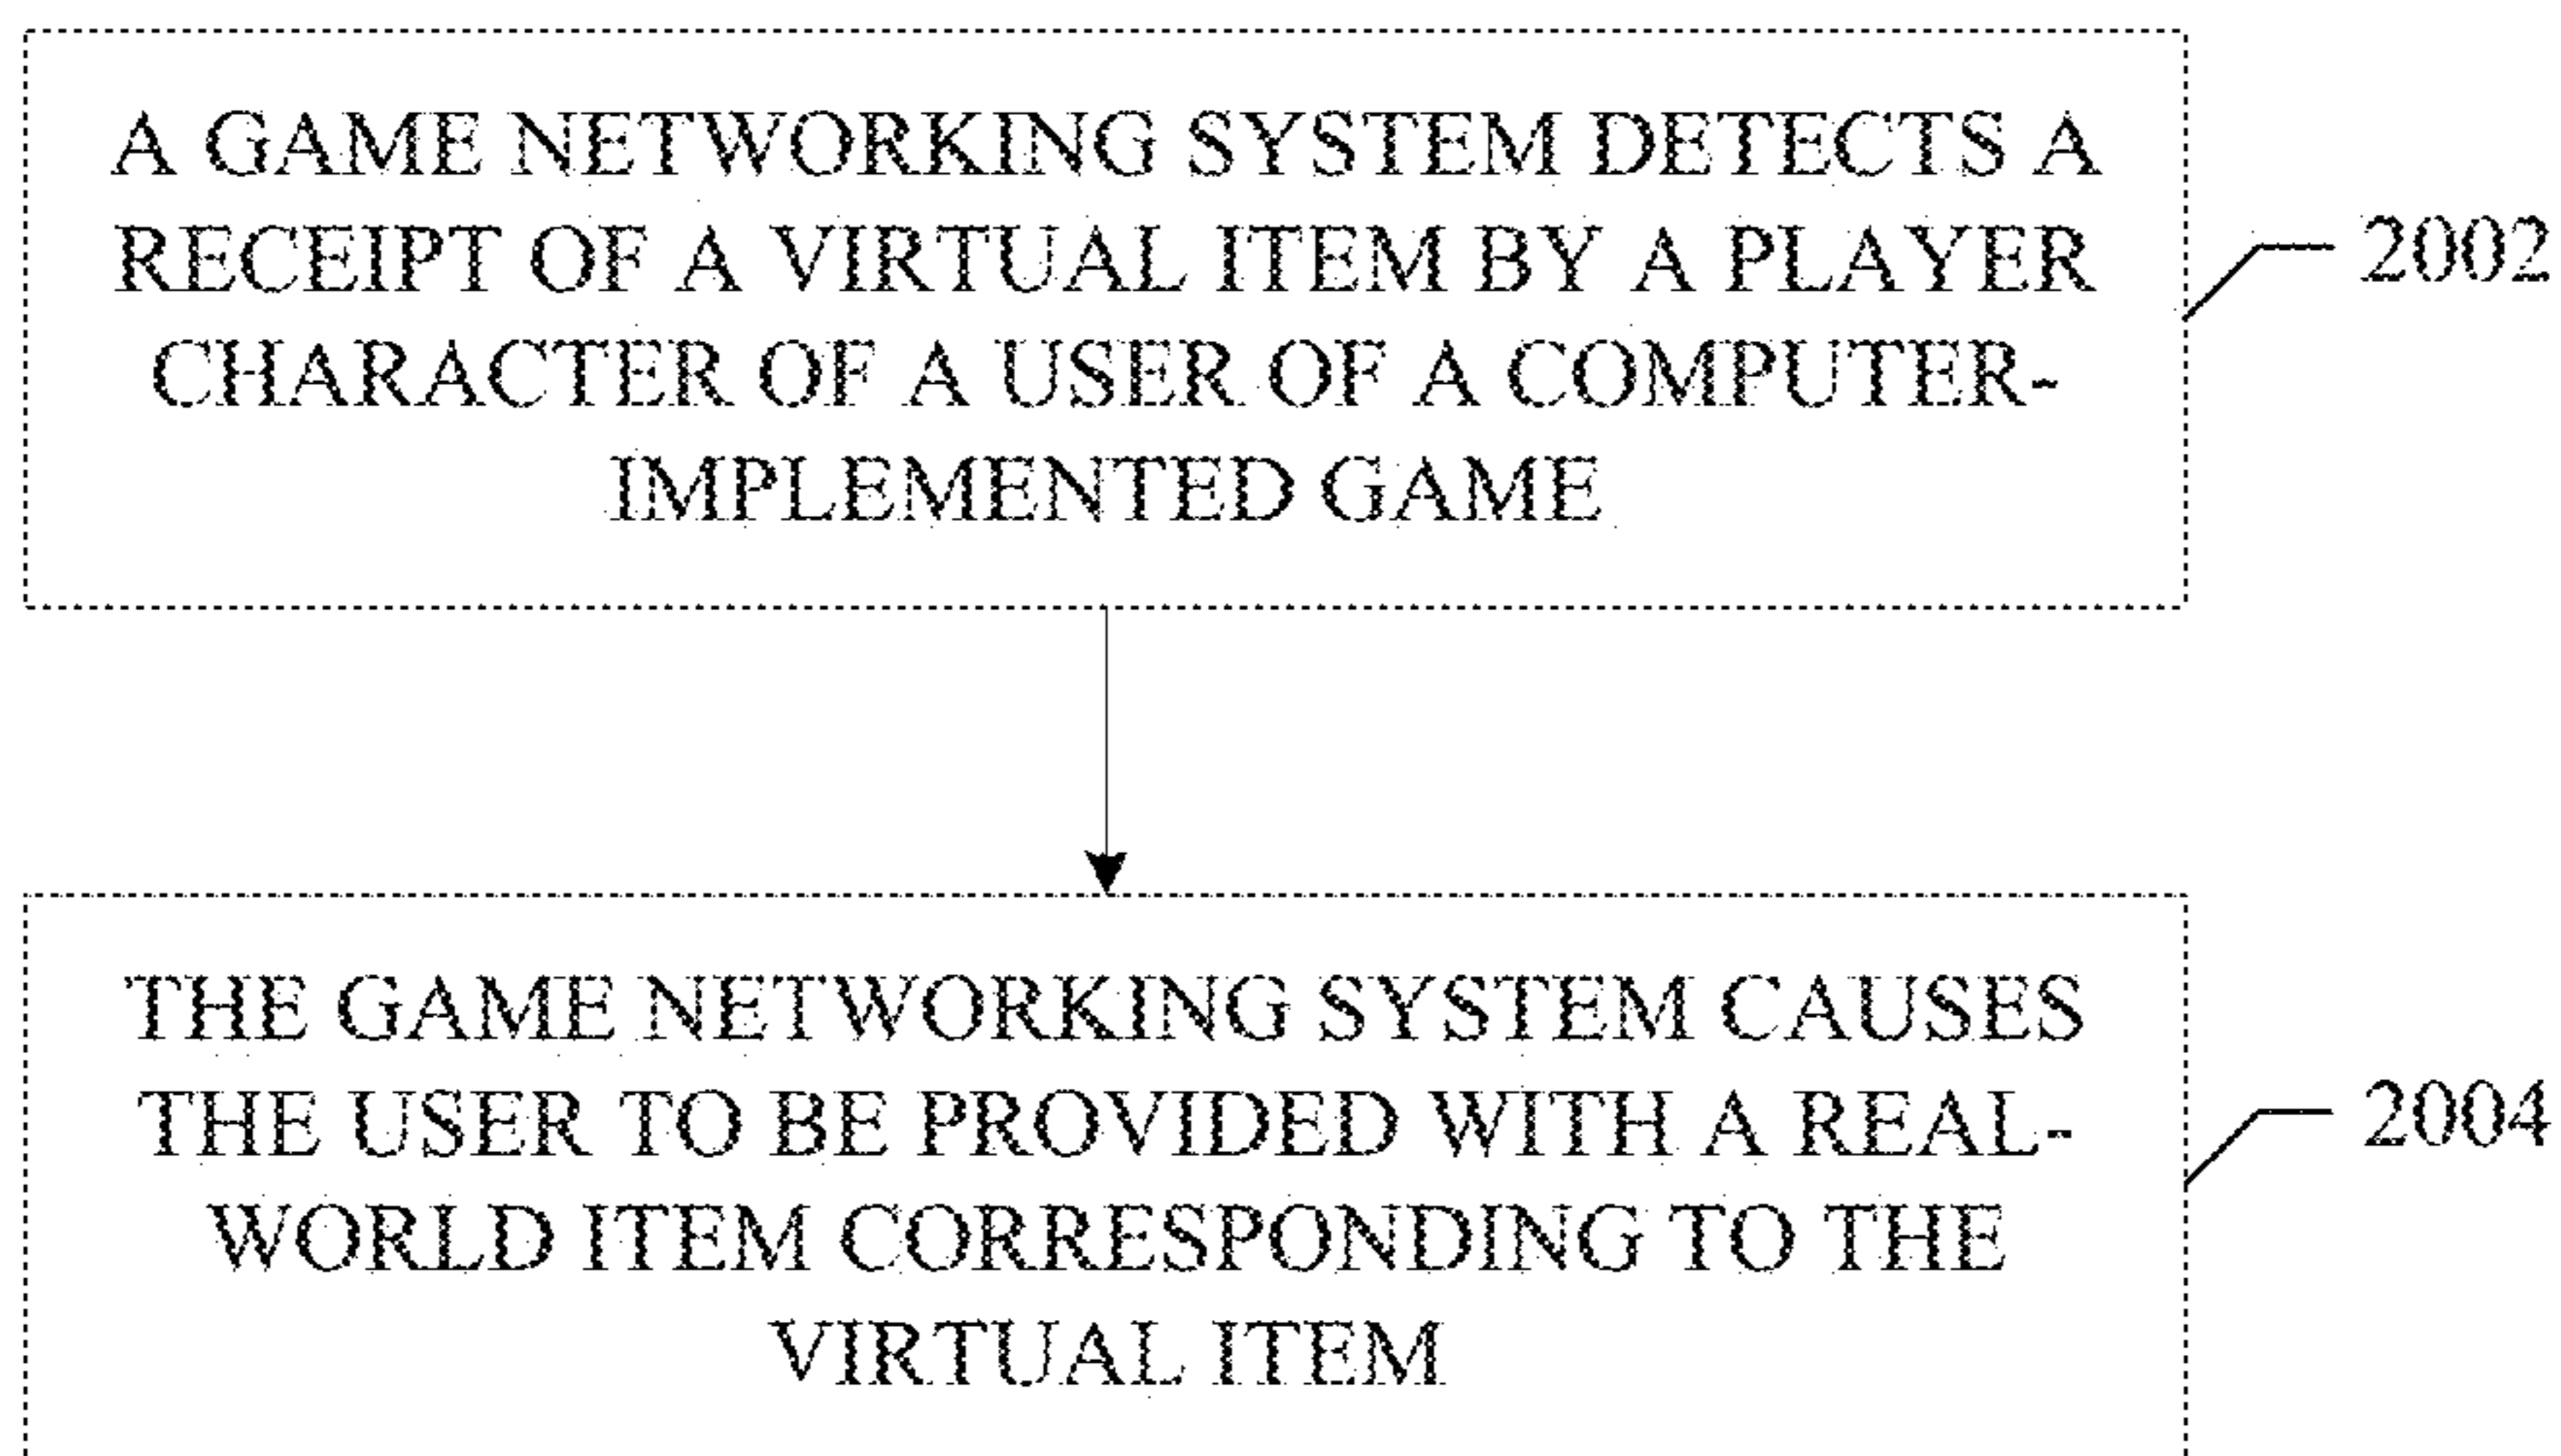 A GAME NETWORKING SYSTEM DETECTS A
RECEIPT OF A VIRTUAL ITEM BY A PLAYER
CHARACTER OF A USER OF A COMPUTER-
IMPLEMENTED GAME
2002
THE GAME NETWORKING SYSTEM CAUSES
THE USER TO BE PROVIDED WITH A REAL-
WORLD ITEM CORRESPONDING TO THE
VIRTUAL ITEM
2004